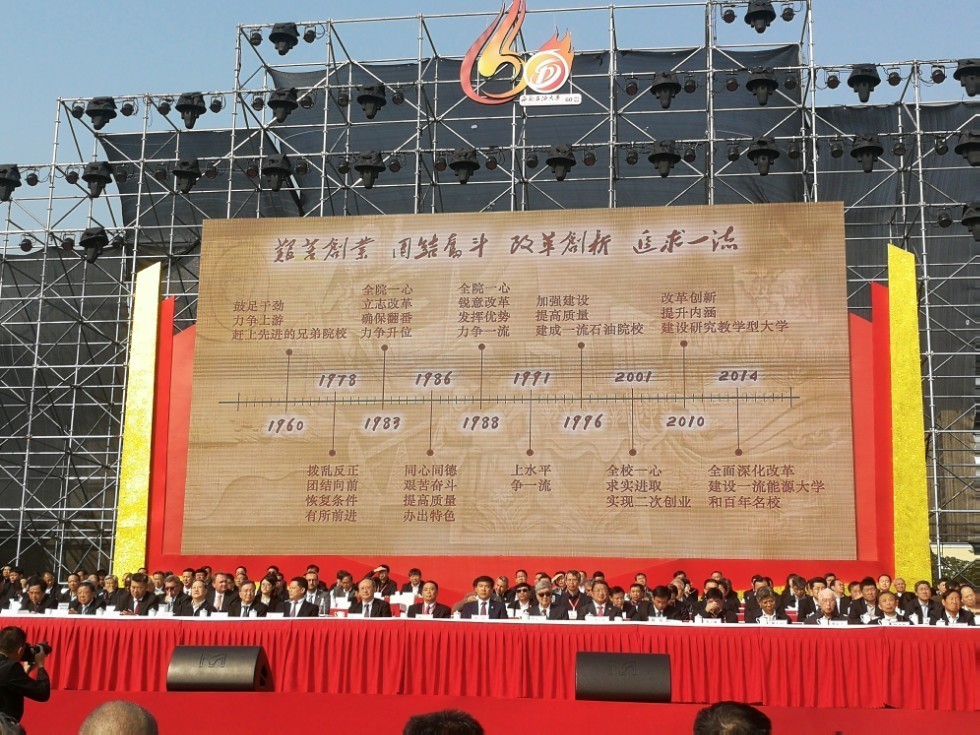 艱苦創業 团结奮斗 改革創新 追求一流
鼓足干劲
力争上游
赶上先进的兄弟院校
全院一心
立志改革
确保翻番
力争升位
全院一心
锐意改革
发挥优势
力争一流
加强建设
提高质量
建成一流石油院校
改革创新
提升内涵
建设研究教学型大学
1978 1986 1991 2001 2014
1960 1983 1988 1996 2010
拨乱反正
团结向前
恢复条件
有所前进
同心同德
艰苦奋斗
提高质量
办出特色
上水平
争一流
全校一心
求实进取
实现二次创业
全面深化改革
建设一流能源大学
和百年名校